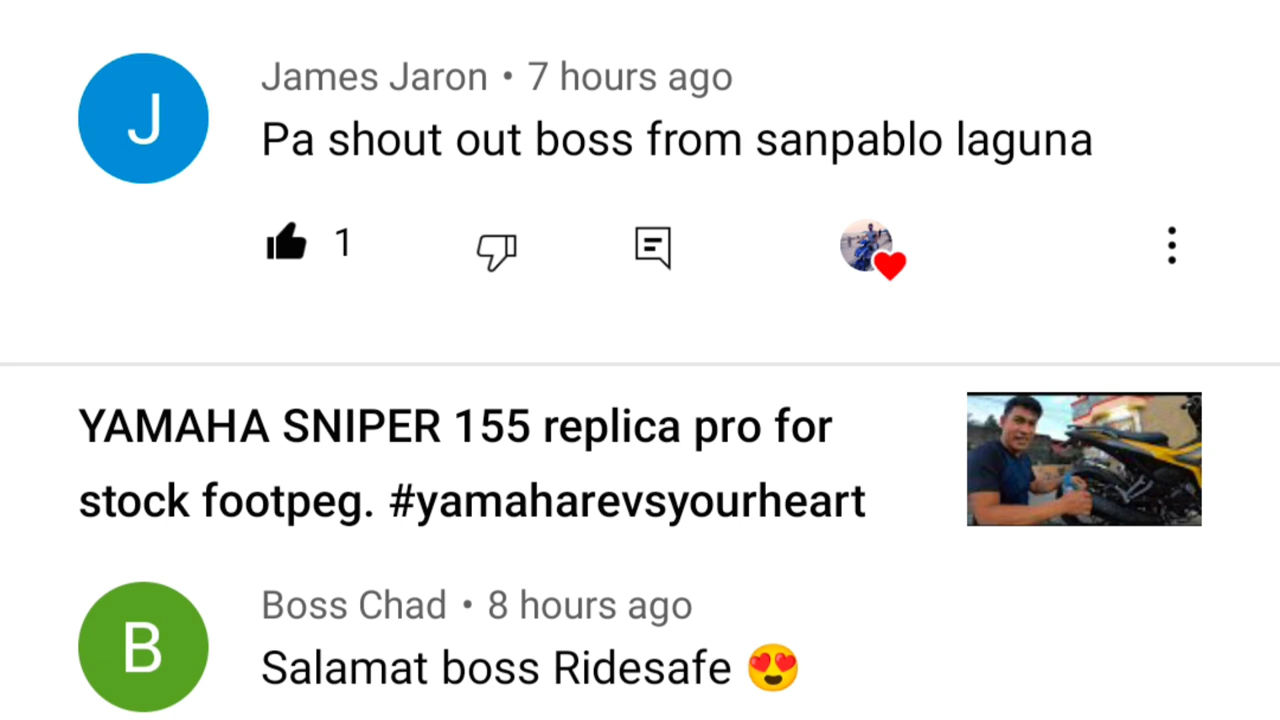 J
James Jaron • 7 hours ago
Pa shout out boss from sanpablo laguna
1
YAMAHA SNIPER 155 replica pro for
stock footpeg. #yamaharevsyourheart
B
Boss Chad • 8 hours ago
Salamat boss Ridesafe 😍